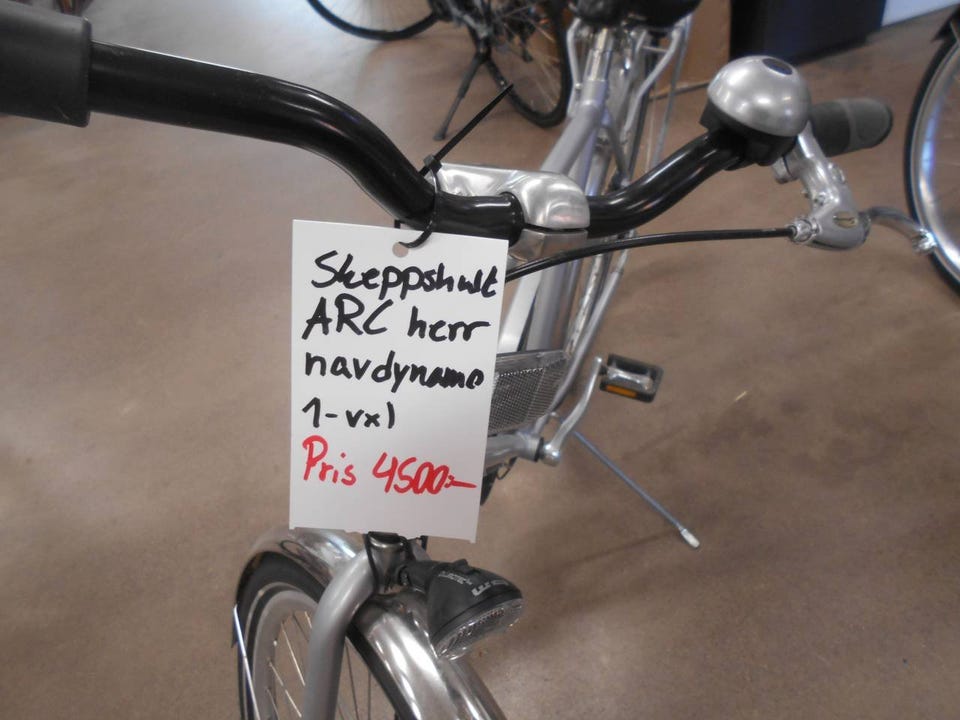 Skeppshult
ARC herr
navdynamo
1-vxl
Pris 4500:-